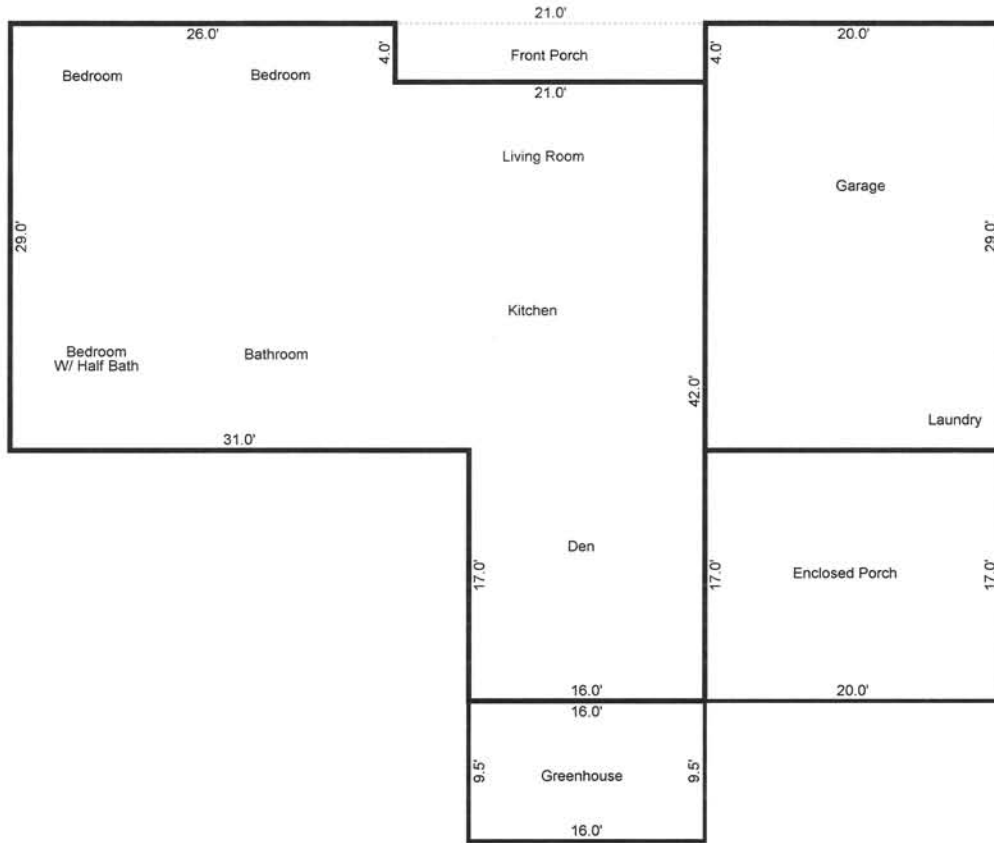 21.0'
26.0'
4.0'
Front Porch
4.0'
20.0'
Bedroom
Bedroom
21.0'
Living Room
Garage
29.0'
29.0'
Kitchen
Bedroom
W/ Half Bath
Bathroom
42.0'
Laundry
31.0'
Den
17.0'
17.0'
Enclosed Porch
17.0'
16.0'
20.0'
16.0'
9.5'
Greenhouse
9.5'
16.0'